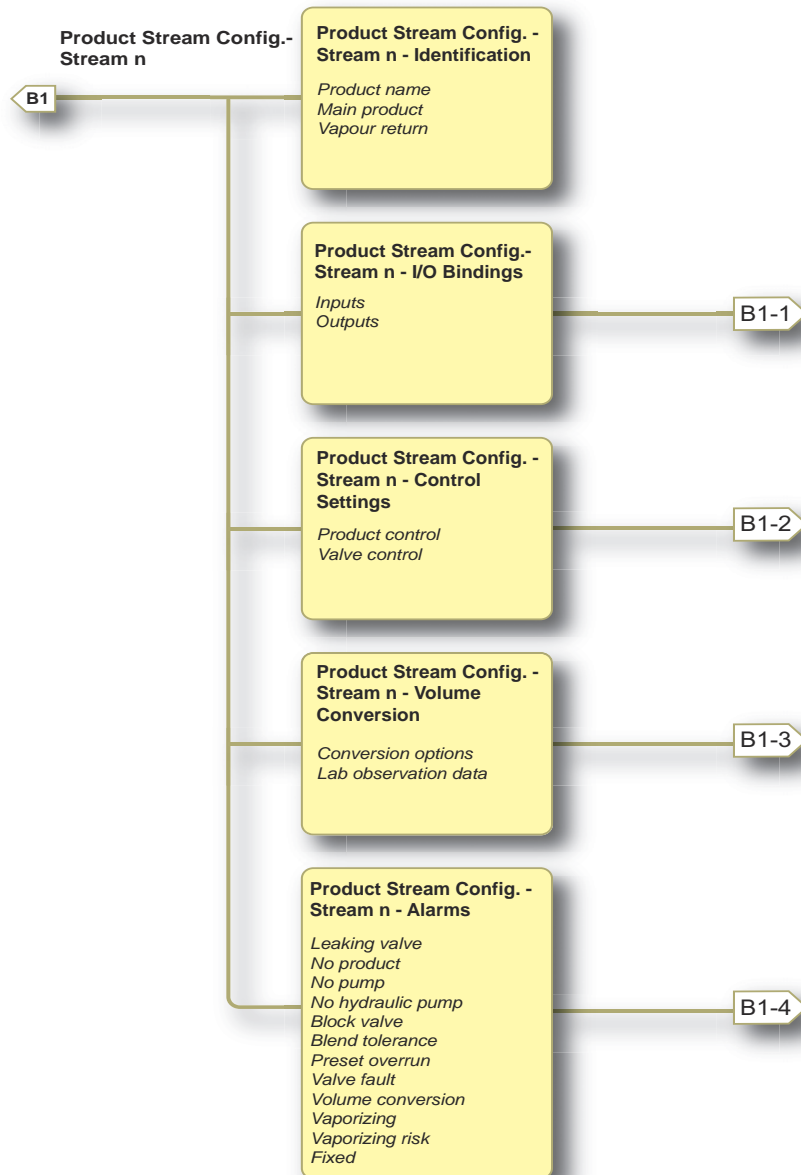 Product Stream Config.-
Stream n
B1
Product Stream Config. -
Stream n - Identification
Product name
Main product
Vapour return
Product Stream Config.-
Stream n - I/O Bindings
Inputs
Outputs
B1-1
Product Stream Config. -
Stream n - Control
Settings
Product control
Valve control
B1-2
Product Stream Config. -
Stream n - Volume
Conversion
Conversion options
Lab observation data
B1-3
Product Stream Config. -
Stream n - Alarms
Leaking valve
No product
No pump
No hydraulic pump
Block valve
Blend tolerance
Preset overrun
Valve fault
Volume conversion
Vaporizing
Vaporizing risk
Fixed
B1-4